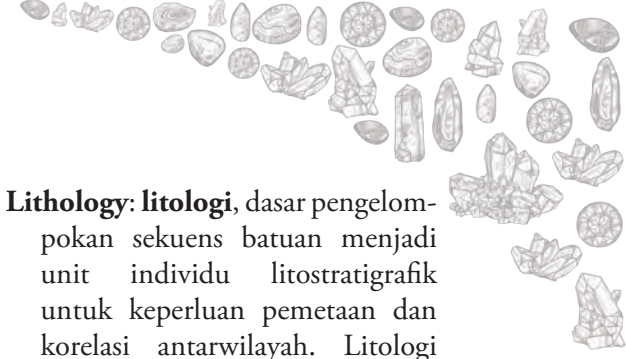 Lithology: litologi, dasar pengelom-
pokan sekuens batuan menjadi
unit individu litostratigrafik
untuk keperluan pemetaan dan
korelasi antarwilayah. Litologi